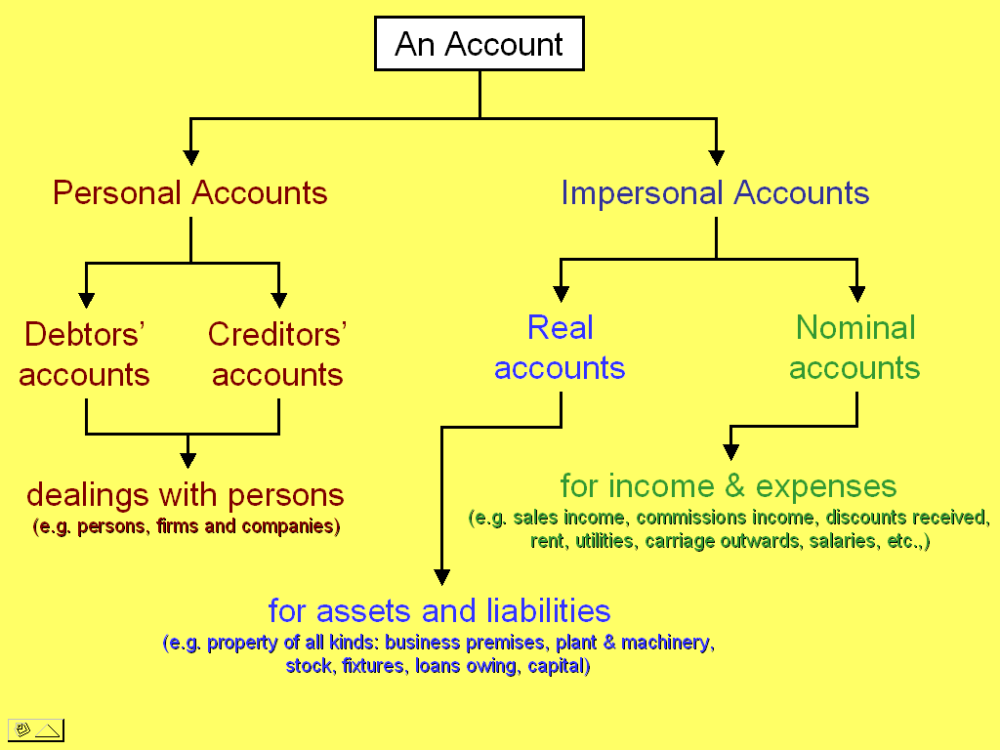 An Account
Personal Accounts
Impersonal Accounts
Debtors’
accounts
Creditors’
accounts
Real
accounts
Nominal
accounts
dealings with persons
(e.g. persons, firms and companies)
for income & expenses
(e.g. sales income, commissions income, discounts received,
rent, utilities, carriage outwards, salaries, etc.,)
for assets and liabilities
(e.g. property of all kinds: business premises, plant & machinery,
stock, fixtures, loans owing, capital)